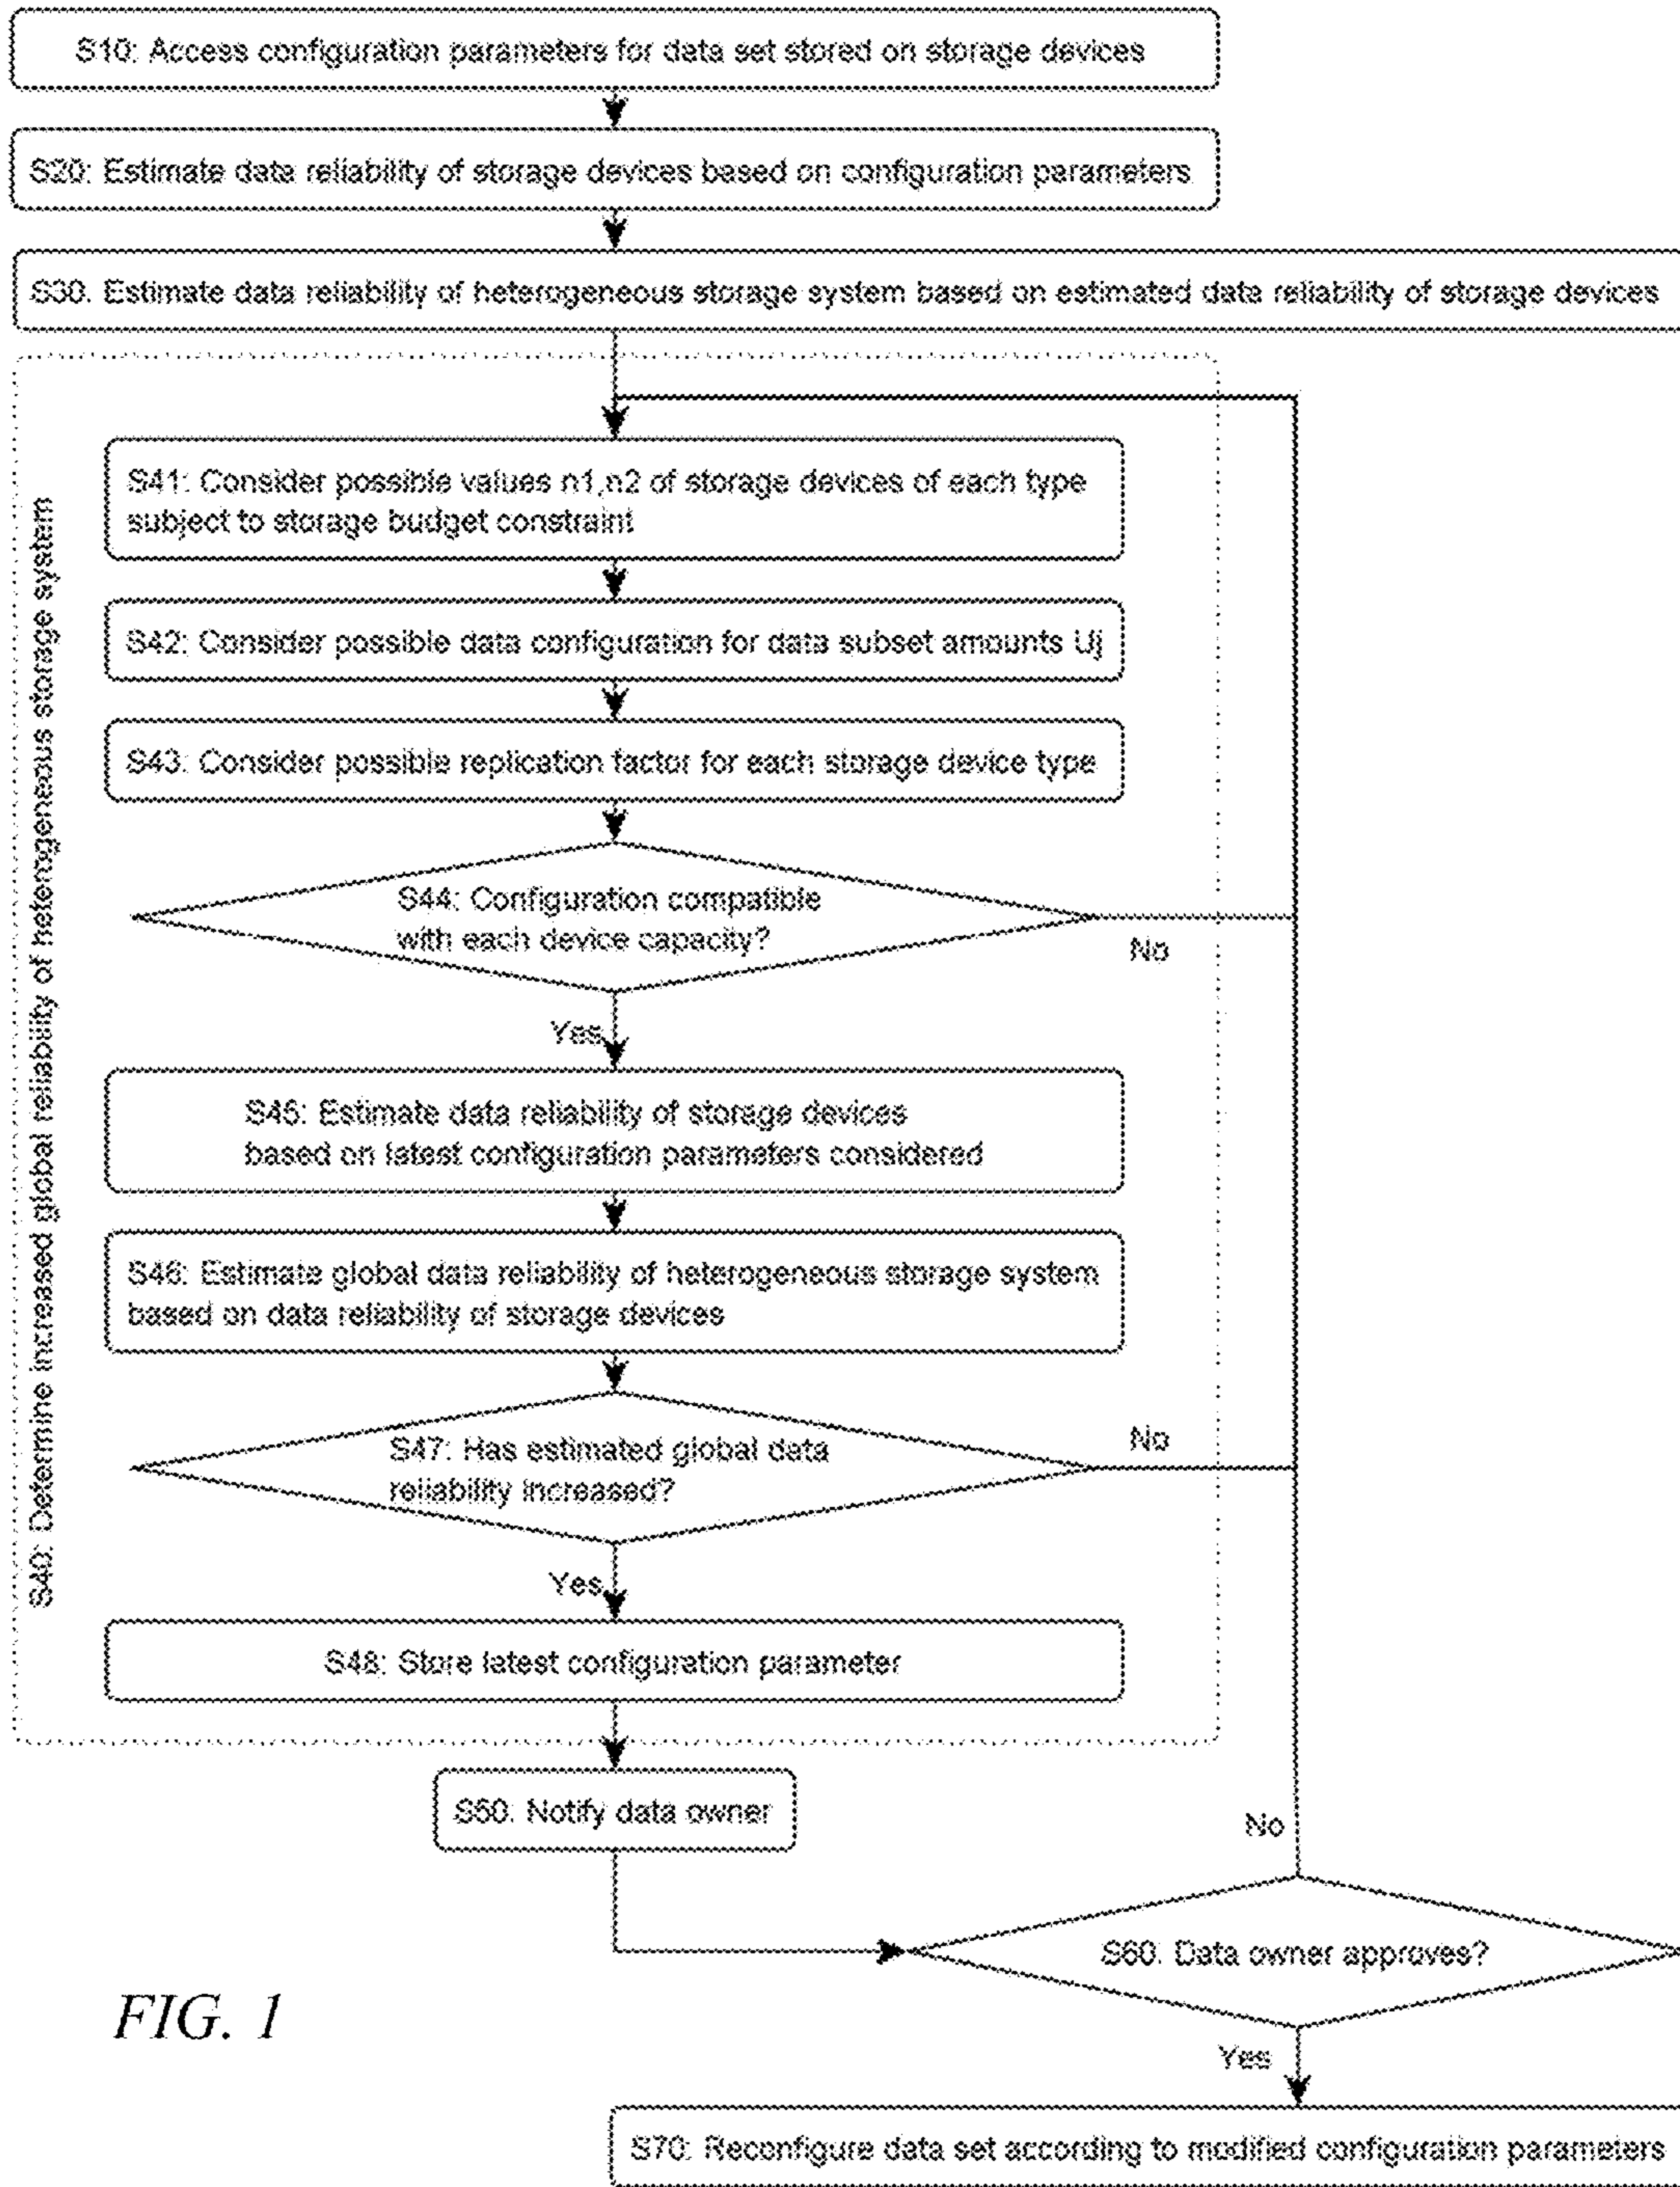 S10: Access configuration parameters for data set stored on storage devices
S20: Estimate data reliability of storage devices based on configuration parameters
S30. Estimate data reliability of heterogeneous storage system based on estimated data reliability of storage devices
S40: Determine increased global reliability of heterogeneous storage system
S41: Consider possible values n1,n2 of storage devices of each type
subject to storage budget constraint
S42: Consider possible data configuration for data subset amounts Uj
S43: Consider possible replication factor for each storage device type
S44: Configuration compatible
with each device capacity?
No
Yes
S45: Estimate data reliability of storage devices
based on latest configuration parameters considered
S46: Estimate global data reliability of heterogeneous storage system
based on data reliability of storage devices
S47: Has estimated global data
reliability increased?
No
Yes
S48: Store latest configuration parameter
S50: Notify data owner
No
S60: Data owner approves?
Yes
S70: Reconfigure data set according to modified configuration parameters
FIG. 1